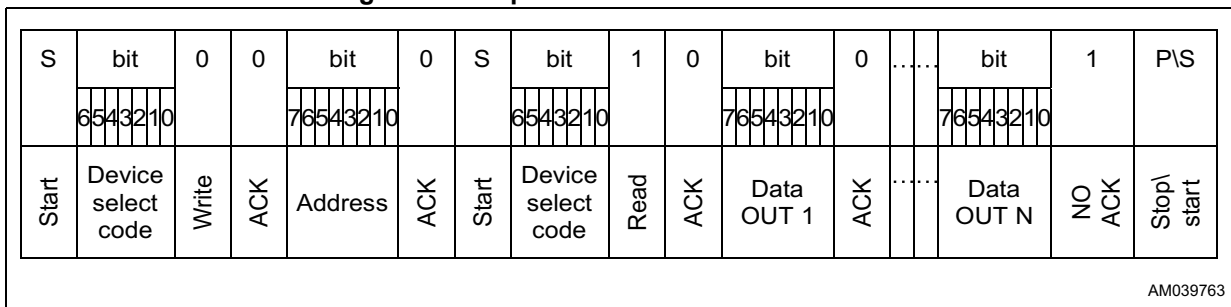 S bit 0 0 bit 0 S bit 1 0 bit 0 ...... bit 1 P\S
6543210 76543210 6543210 76543210 76543210
Start Device select code Write ACK Address ACK Start Device select code Read ACK Data OUT 1 ACK ...... Data OUT N NO ACK Stop\ start
AM039763